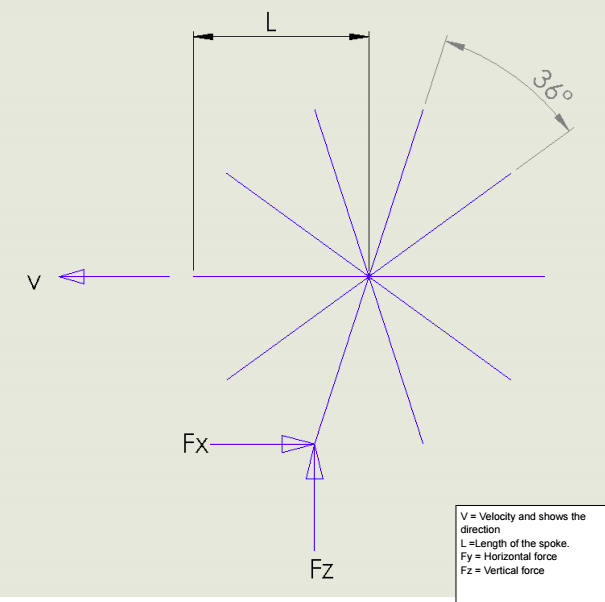 L
36°
v
Fx
Fz
V = Velocity and shows the
direction
L =Length of the spoke.
Fy = Horizontal force
Fz = Vertical force